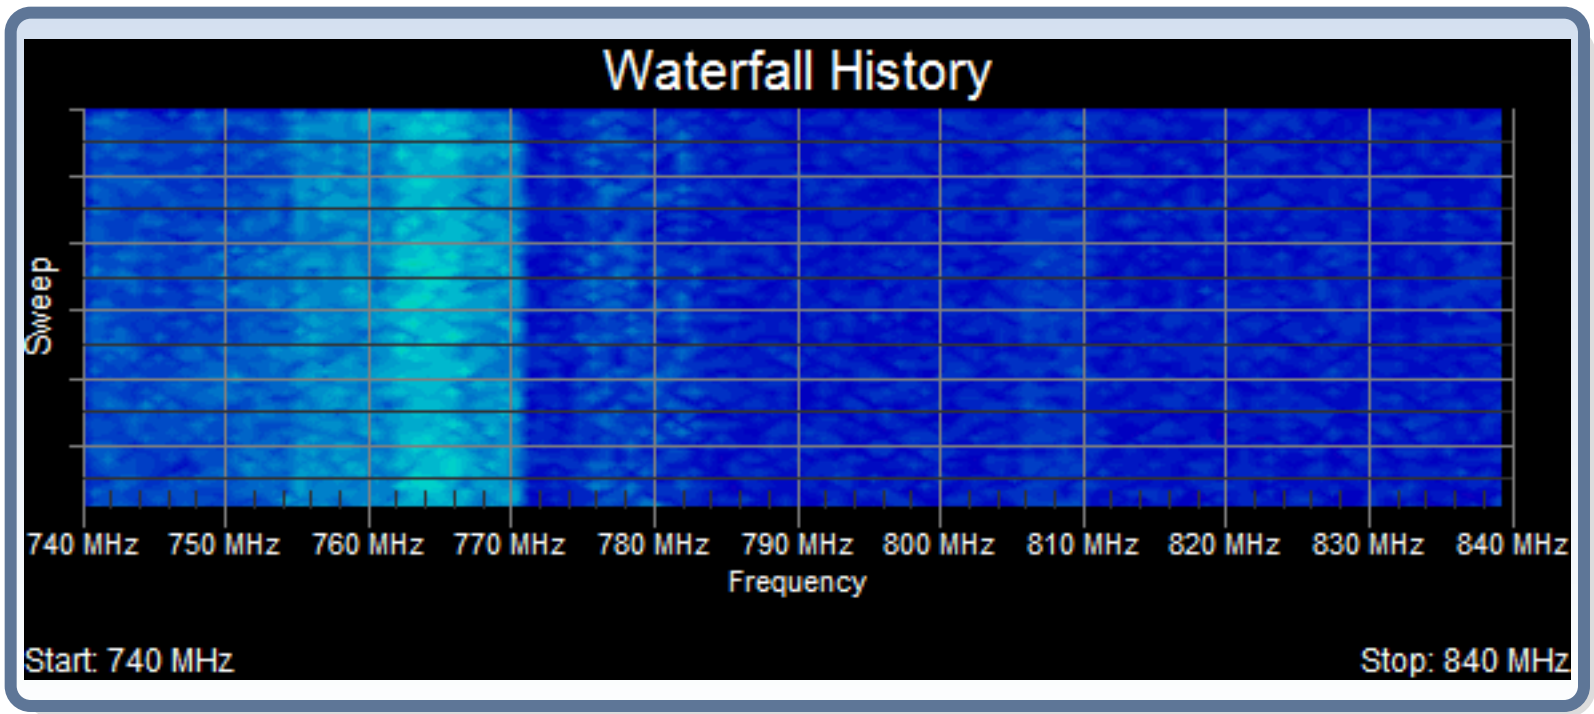 Waterfall History
Sweep
740 MHz 750 MHz 760 MHz 770 MHz 780 MHz 790 MHz 800 MHz 810 MHz 820 MHz 830 MHz 840 MHz
Frequency
Start: 740 MHz
Stop: 840 MHz